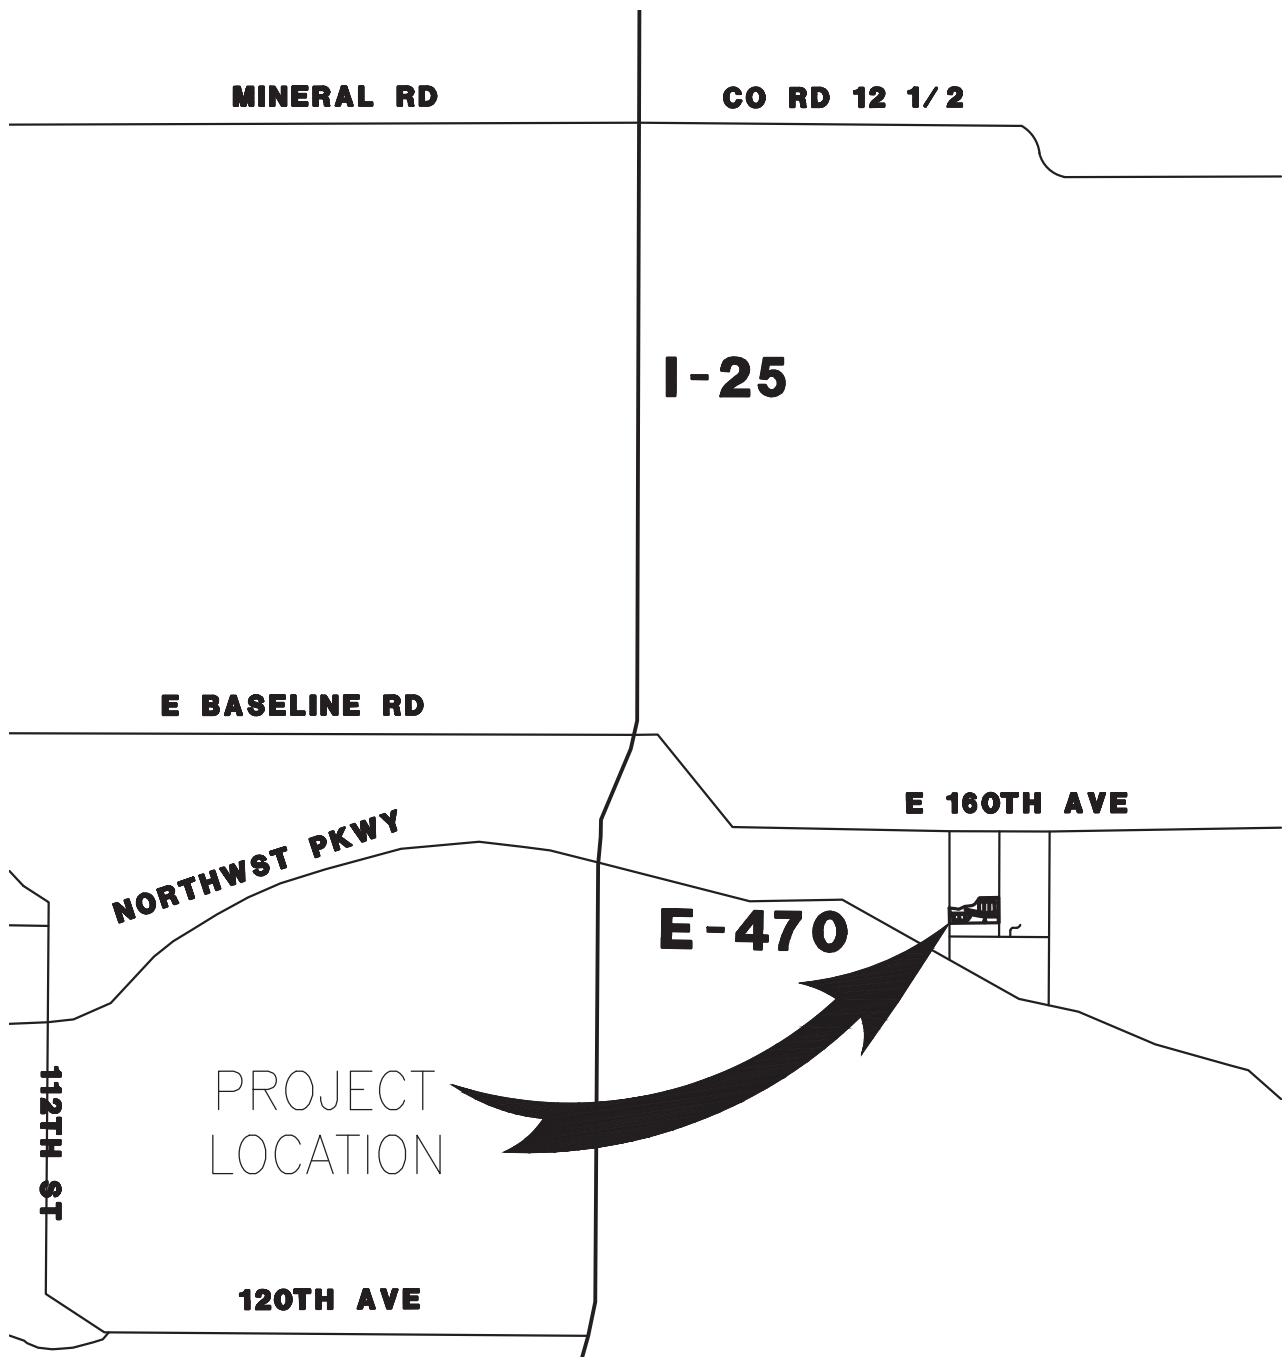 MINERAL RD
CO RD 12 1/2
I-25
E BASELINE RD
E 160TH AVE
NORTHWST PKWY
E-470
PROJECT
LOCATION
112TH ST
120TH AVE